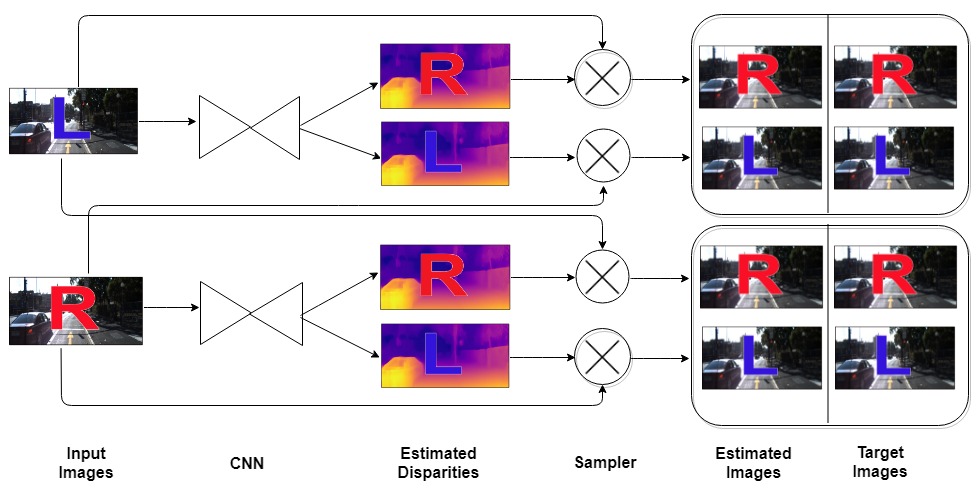 R
R
R
L
L
L
L
R
R
R
R
L
L
L
Input
Images
CNN
Estimated
Disparities
Sampler
Estimated
Images
Target
Images